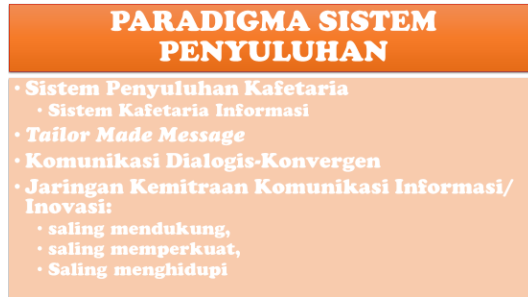 PARADIGMA SISTEM
PENYULUHAN
• Sistem Penyuluhan Kafetaria
• Sistem Kafetaria Informasi
• Tailor Made Message
• Komunikasi Dialogis-Konvergen
• Jaringan Kemitraan Komunikasi Informasi/
Inovasi:
• saling mendukung,
• saling memperkuat,
• Saling menghidupi